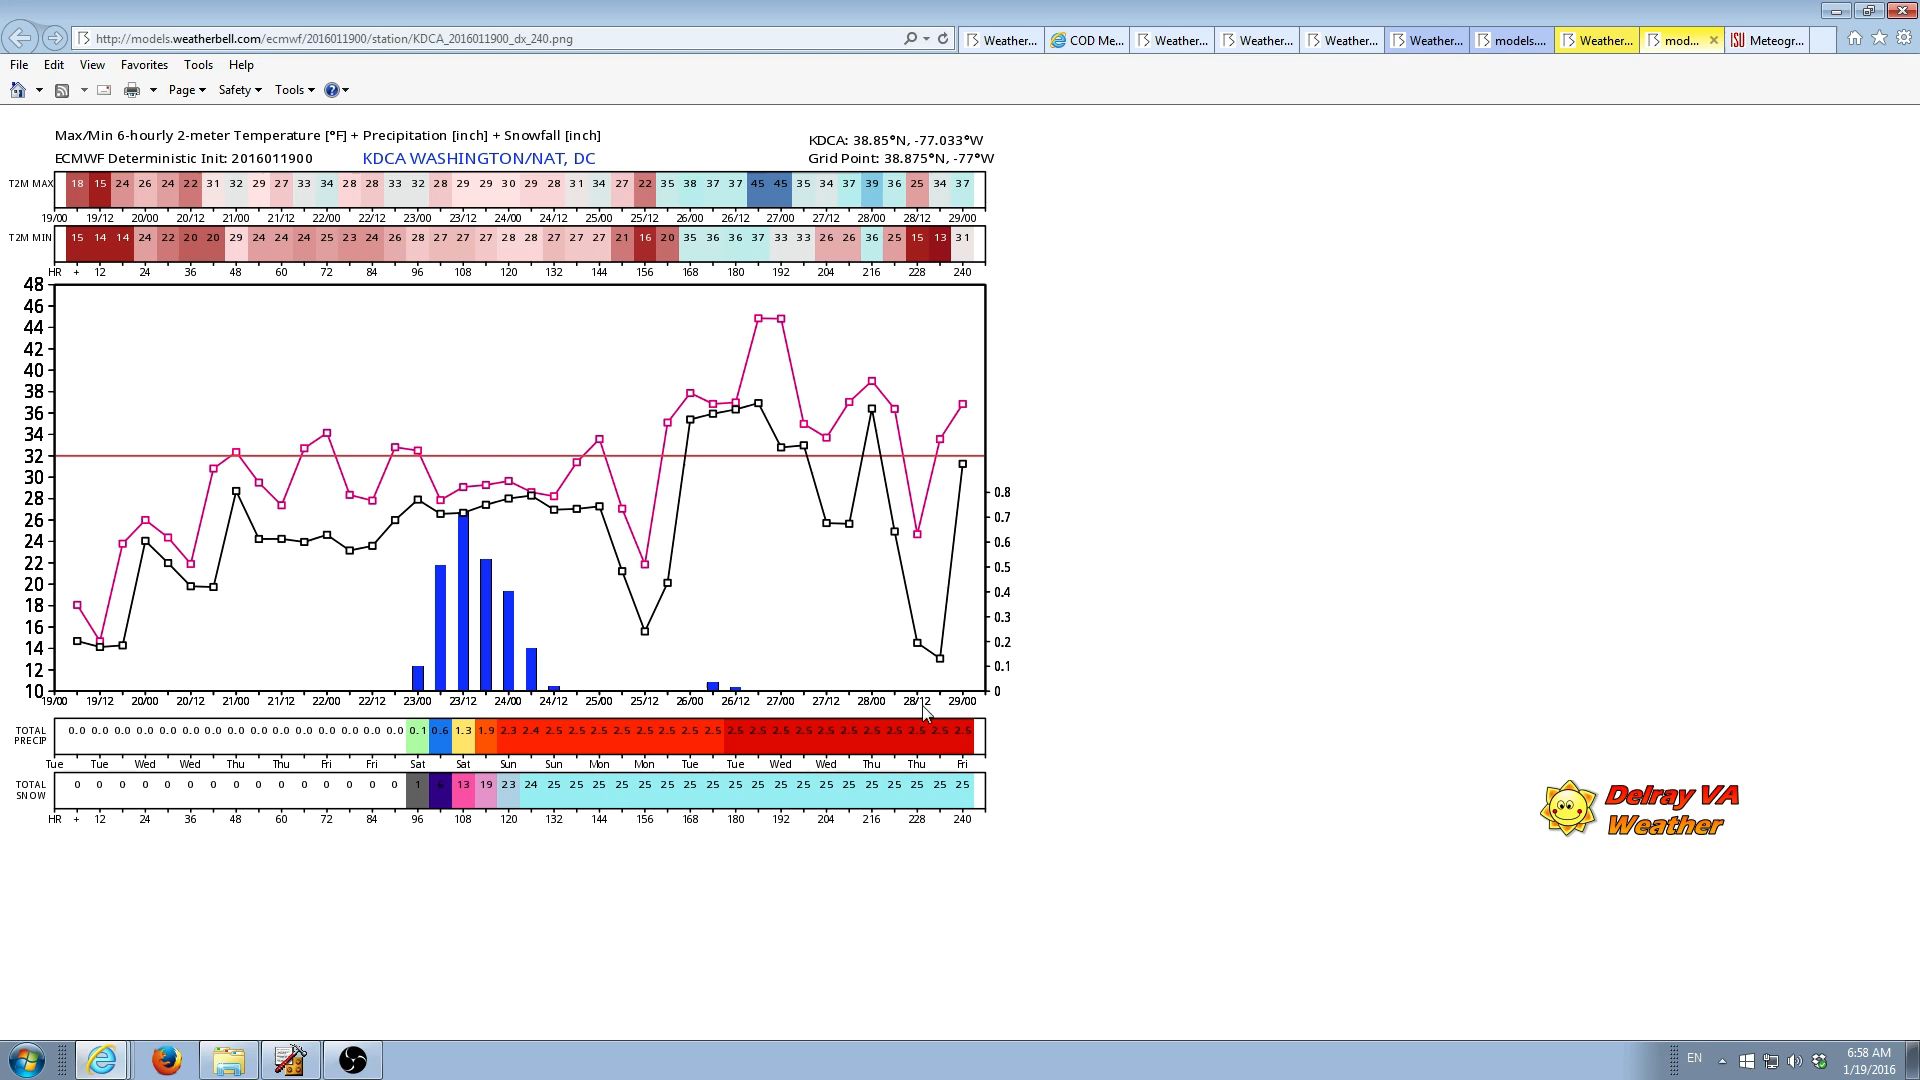 http://models.weatherbell.com/ecmwf/2016011900/station/KDCA_2016011900_dx_240.png
Weather... COD Me... Weather... Weather... Weather... Weather... models.... Weather... mod... Meteogr...
File Edit View Favorites Tools Help
Page Safety Tools
Max/Min 6-hourly 2-meter Temperature [°F] + Precipitation [inch] + Snowfall [inch]
KDCA: 38.85°N, -77.033°W
ECMWF Deterministic Init: 2016011900 KDCA WASHINGTON/NAT, DC Grid Point: 38.875°N, -77°W
T2M MAX 18 15 24 26 24 22 31 32 29 27 33 34 28 28 33 32 28 29 29 30 29 28 31 34 27 22 35 38 37 37 45 45 35 34 37 39 36 25 34 37
19/00 19/12 20/00 20/12 21/00 21/12 22/00 22/12 23/00 23/12 24/00 24/12 25/00 25/12 26/00 26/12 27/00 27/12 28/00 28/12 29/00
T2M MIN 15 14 14 24 22 20 20 29 24 24 24 25 23 24 26 28 27 27 27 28 28 27 27 27 21 16 20 35 36 36 37 33 33 26 26 36 25 15 13 31
HR + 12 24 36 48 60 72 84 96 108 120 132 144 156 168 180 192 204 216 228 240
48
46
44
42
40
38
36
34
32
30
28 0.8
26 0.7
24 0.6
22 0.5
20 0.4
18 0.3
16 0.2
14
12 0.1
10 0
19/00 19/12 20/00 20/12 21/00 21/12 22/00 22/12 23/00 23/12 24/00 24/12 25/00 25/12 26/00 26/12 27/00 27/12 28/00 28/12 29/00
TOTAL PRECIP 0.0 0.0 0.0 0.0 0.0 0.0 0.0 0.0 0.0 0.0 0.0 0.0 0.0 0.0 0.0 0.1 0.6 1.3 1.9 2.3 2.4 2.5 2.5 2.5 2.5 2.5 2.5 2.5 2.5 2.5 2.5 2.5 2.5 2.5 2.5 2.5 2.5 2.5 2.5 2.5
Tue Tue Wed Wed Thu Thu Fri Fri Sat Sat Sun Sun Mon Mon Tue Tue Wed Wed Thu Thu Fri
TOTAL SNOW 0 0 0 0 0 0 0 0 0 0 0 0 0 0 0 1 6 13 19 23 24 25 25 25 25 25 25 25 25 25 25 25 25 25 25 25 25 25 25 25
HR + 12 24 36 48 60 72 84 96 108 120 132 144 156 168 180 192 204 216 228 240
Delray VA
Weather
EN
6:58 AM
1/19/2016